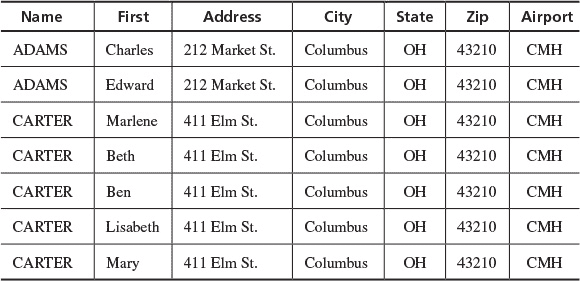 Name First Address City State Zip Airport
ADAMS Charles 212 Market St. Columbus OH 43210 CMH
ADAMS Edward 212 Market St. Columbus OH 43210 CMH
CARTER Marlene 411 Elm St. Columbus OH 43210 CMH
CARTER Beth 411 Elm St. Columbus OH 43210 CMH
CARTER Ben 411 Elm St. Columbus OH 43210 CMH
CARTER Lisabeth 411 Elm St. Columbus OH 43210 CMH
CARTER Mary 411 Elm St. Columbus OH 43210 CMH